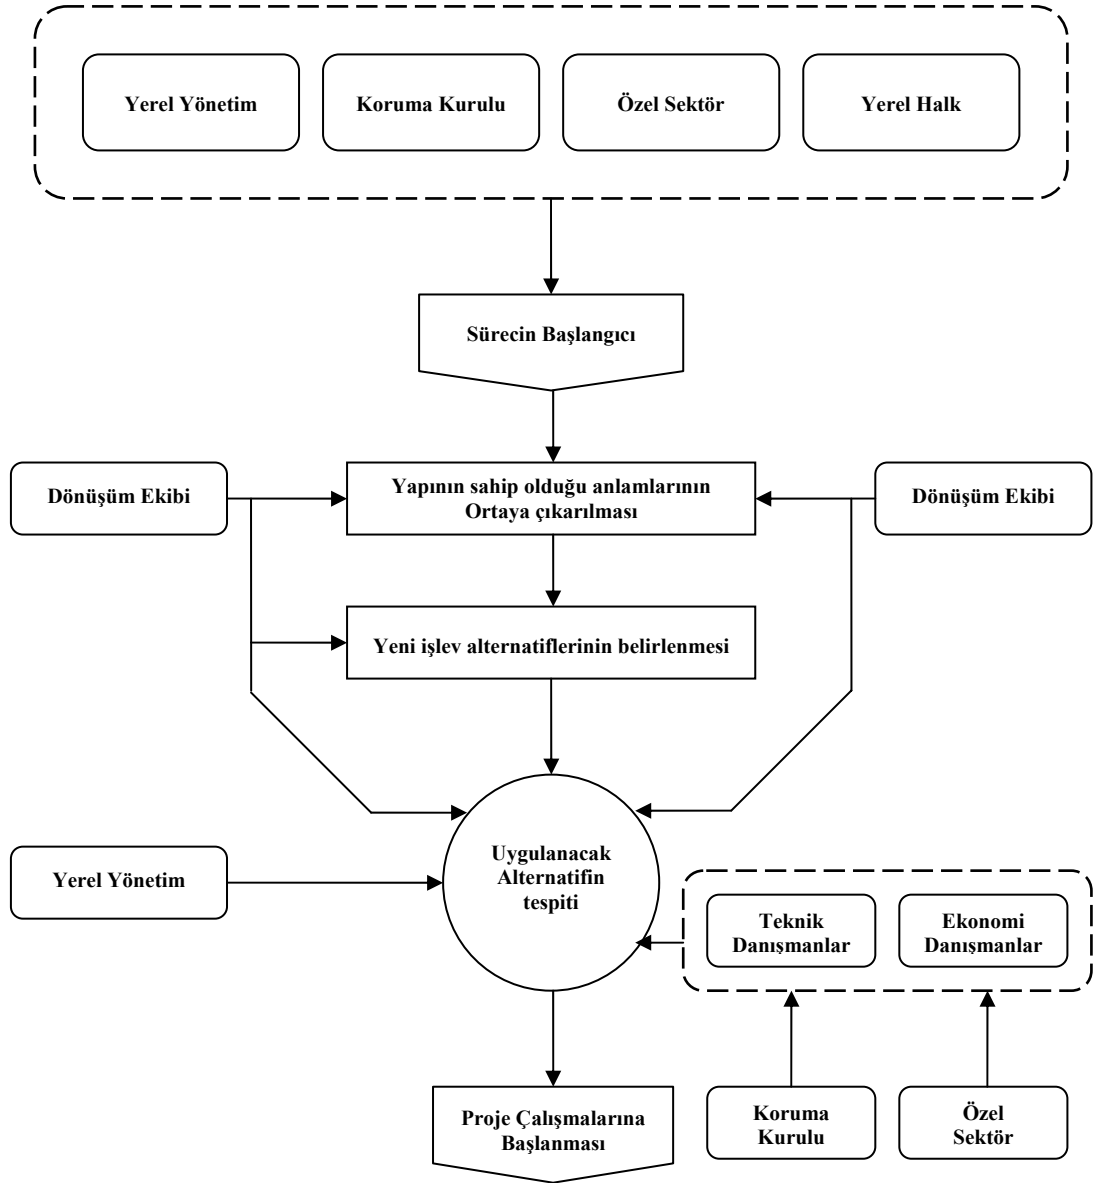 Yerel Yönetim
Koruma Kurulu
Özel Sektör
Yerel Halk
Sürecin Başlangıcı
Dönüşüm Ekibi
Yapının sahip olduğu anlamlarının
Ortaya çıkarılması
Dönüşüm Ekibi
Yeni işlev alternatiflerinin belirlenmesi
Uygulanacak
Alternatifin
tespiti
Yerel Yönetim
Teknik
Danışmanlar
Ekonomi
Danışmanlar
Proje Çalışmalarına
Başlanması
Koruma
Kurulu
Özel
Sektör